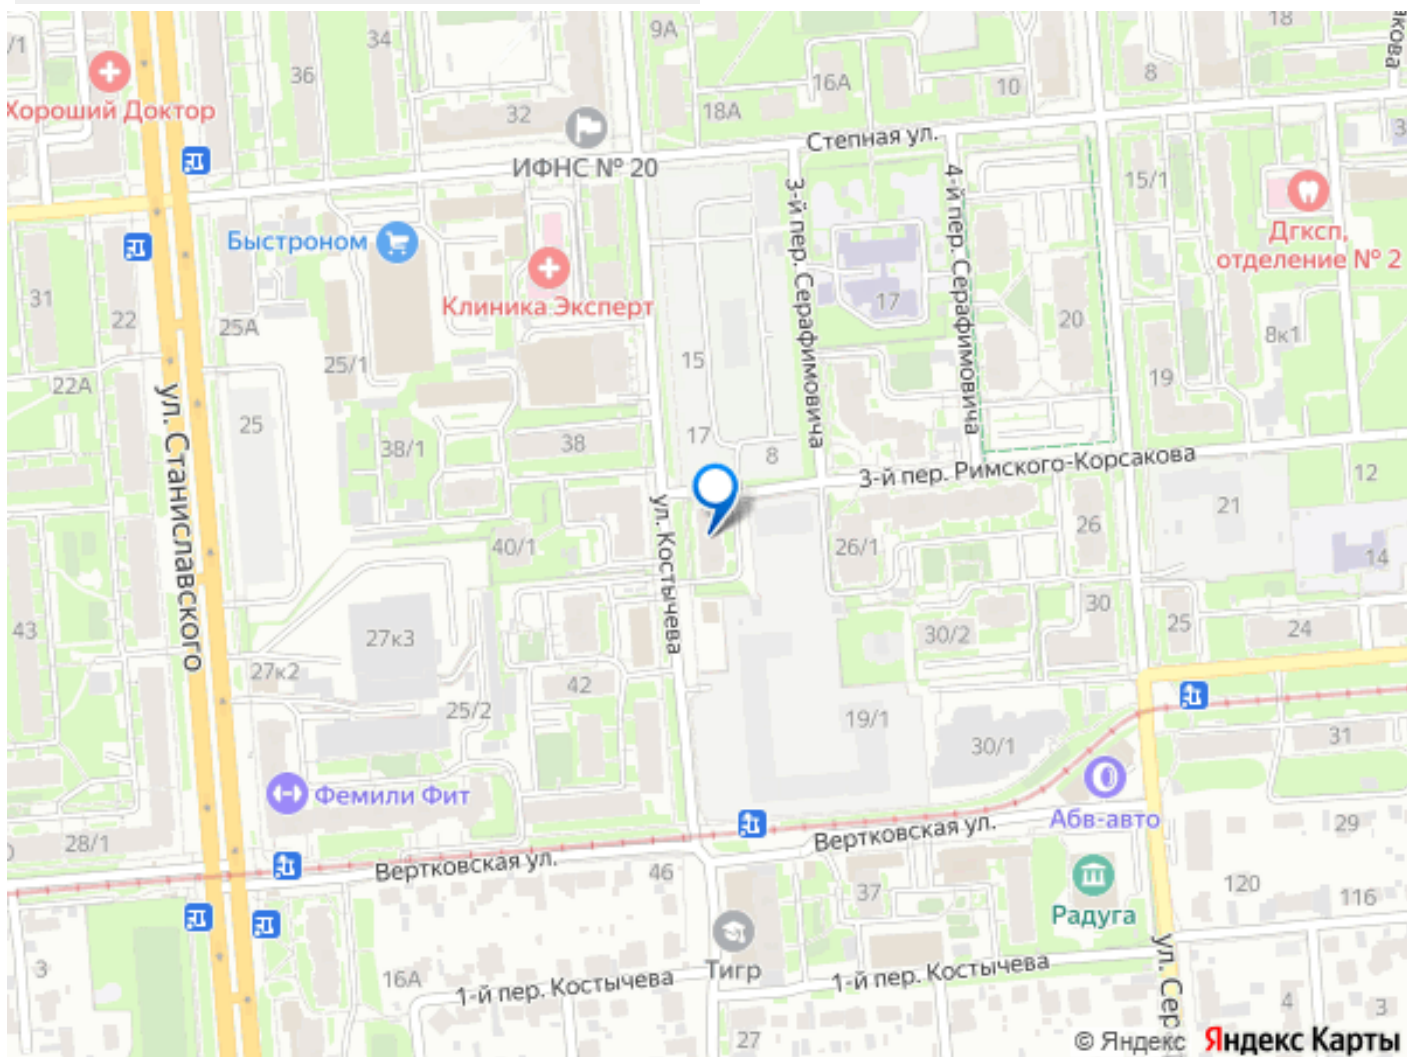 /1
34
9А
18
8
36
16А
10
Хороший Доктор
32
18А
Степная ул.
ИФНС № 20
3-й пер. Серафимовича
4-й пер. Серафимовича
15/1
Быстроном
Дгксп,
отделение № 2
31
22
25А
Клиника Эксперт
17
20
8к1
25/1
15
22А
19
ул. Станиславского
25
38/1
38
17
8
3-й пер. Римского-Корсакова
12
21
ул. Костычева
40/1
26/1
26
14
43
27к3
30
30/2
25
24
27к2
42
25/2
19/1
30/1
31
Фемили Фит
Абв-авто
28/1
Вертковская ул.
Вертковская ул.
29
46
37
120
116
Радуга
3
16А
1-й пер. Костычева
Тигр
1-й пер. Костычева
ул. Сер
4
3
27
© Яндекс Яндекс Карты